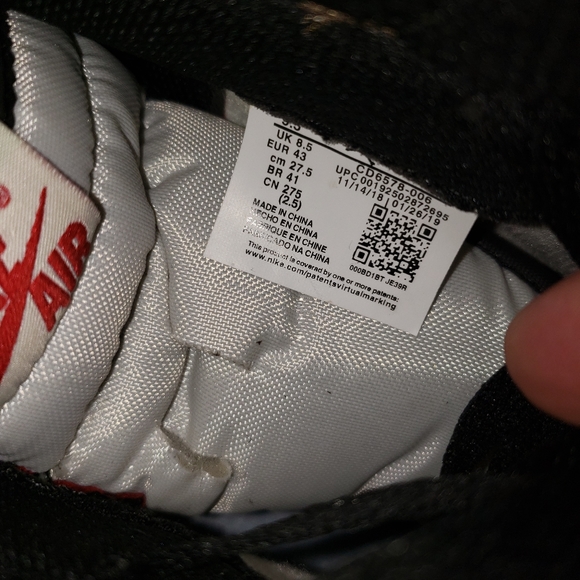 UK 8.5
EUR 43
cm 27.5
BR 41
CN 275
(2.5)
CD6578-006
11/14/18 | 01/26/19
MADE IN CHINA
HECHO EN CHINA
FABRIQUE EN CHINE
FABRICADO NA CHINA
000BD1BT JE39R
This product is covered by one or more patents:
www.nike.com/patentsvirtualmarking
AIR